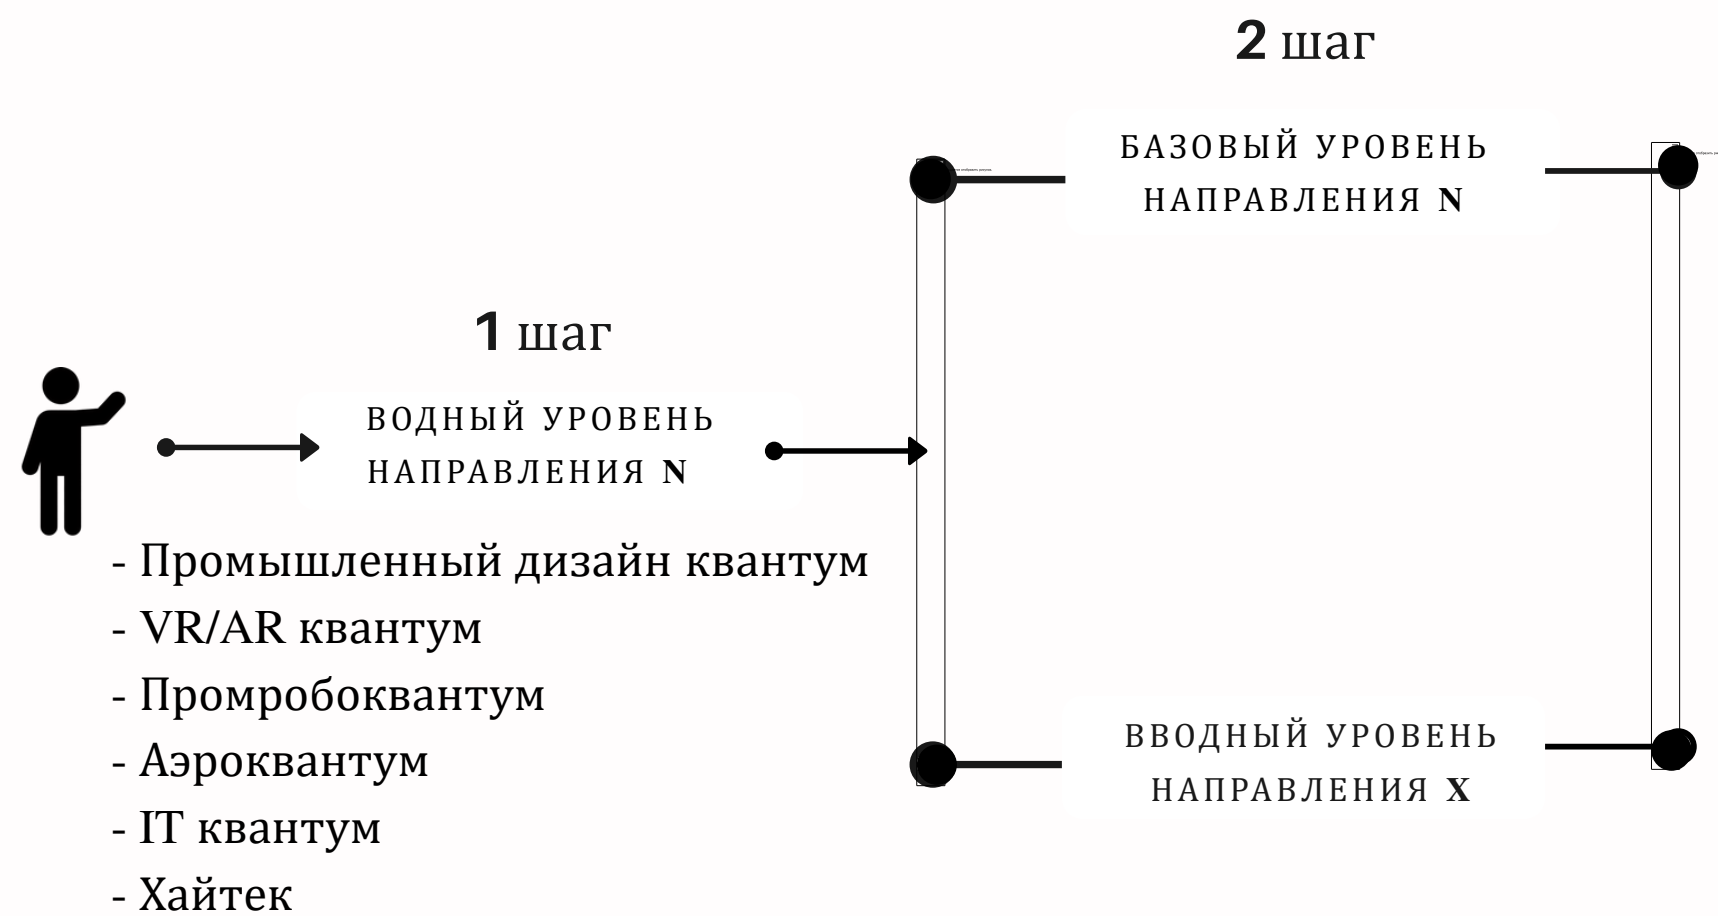 2 шаг
БАЗОВЫЙ УРОВЕНЬ
НАПРАВЛЕНИЯ N
1 шаг
ВОДНЫЙ УРОВЕНЬ
НАПРАВЛЕНИЯ N
- Промышленный дизайн квантум
- VR/AR квантум
- Промробоквантум
- Аэроквантум
- IT квантум
- Хайтек
ВВОДНЫЙ УРОВЕНЬ
НАПРАВЛЕНИЯ X